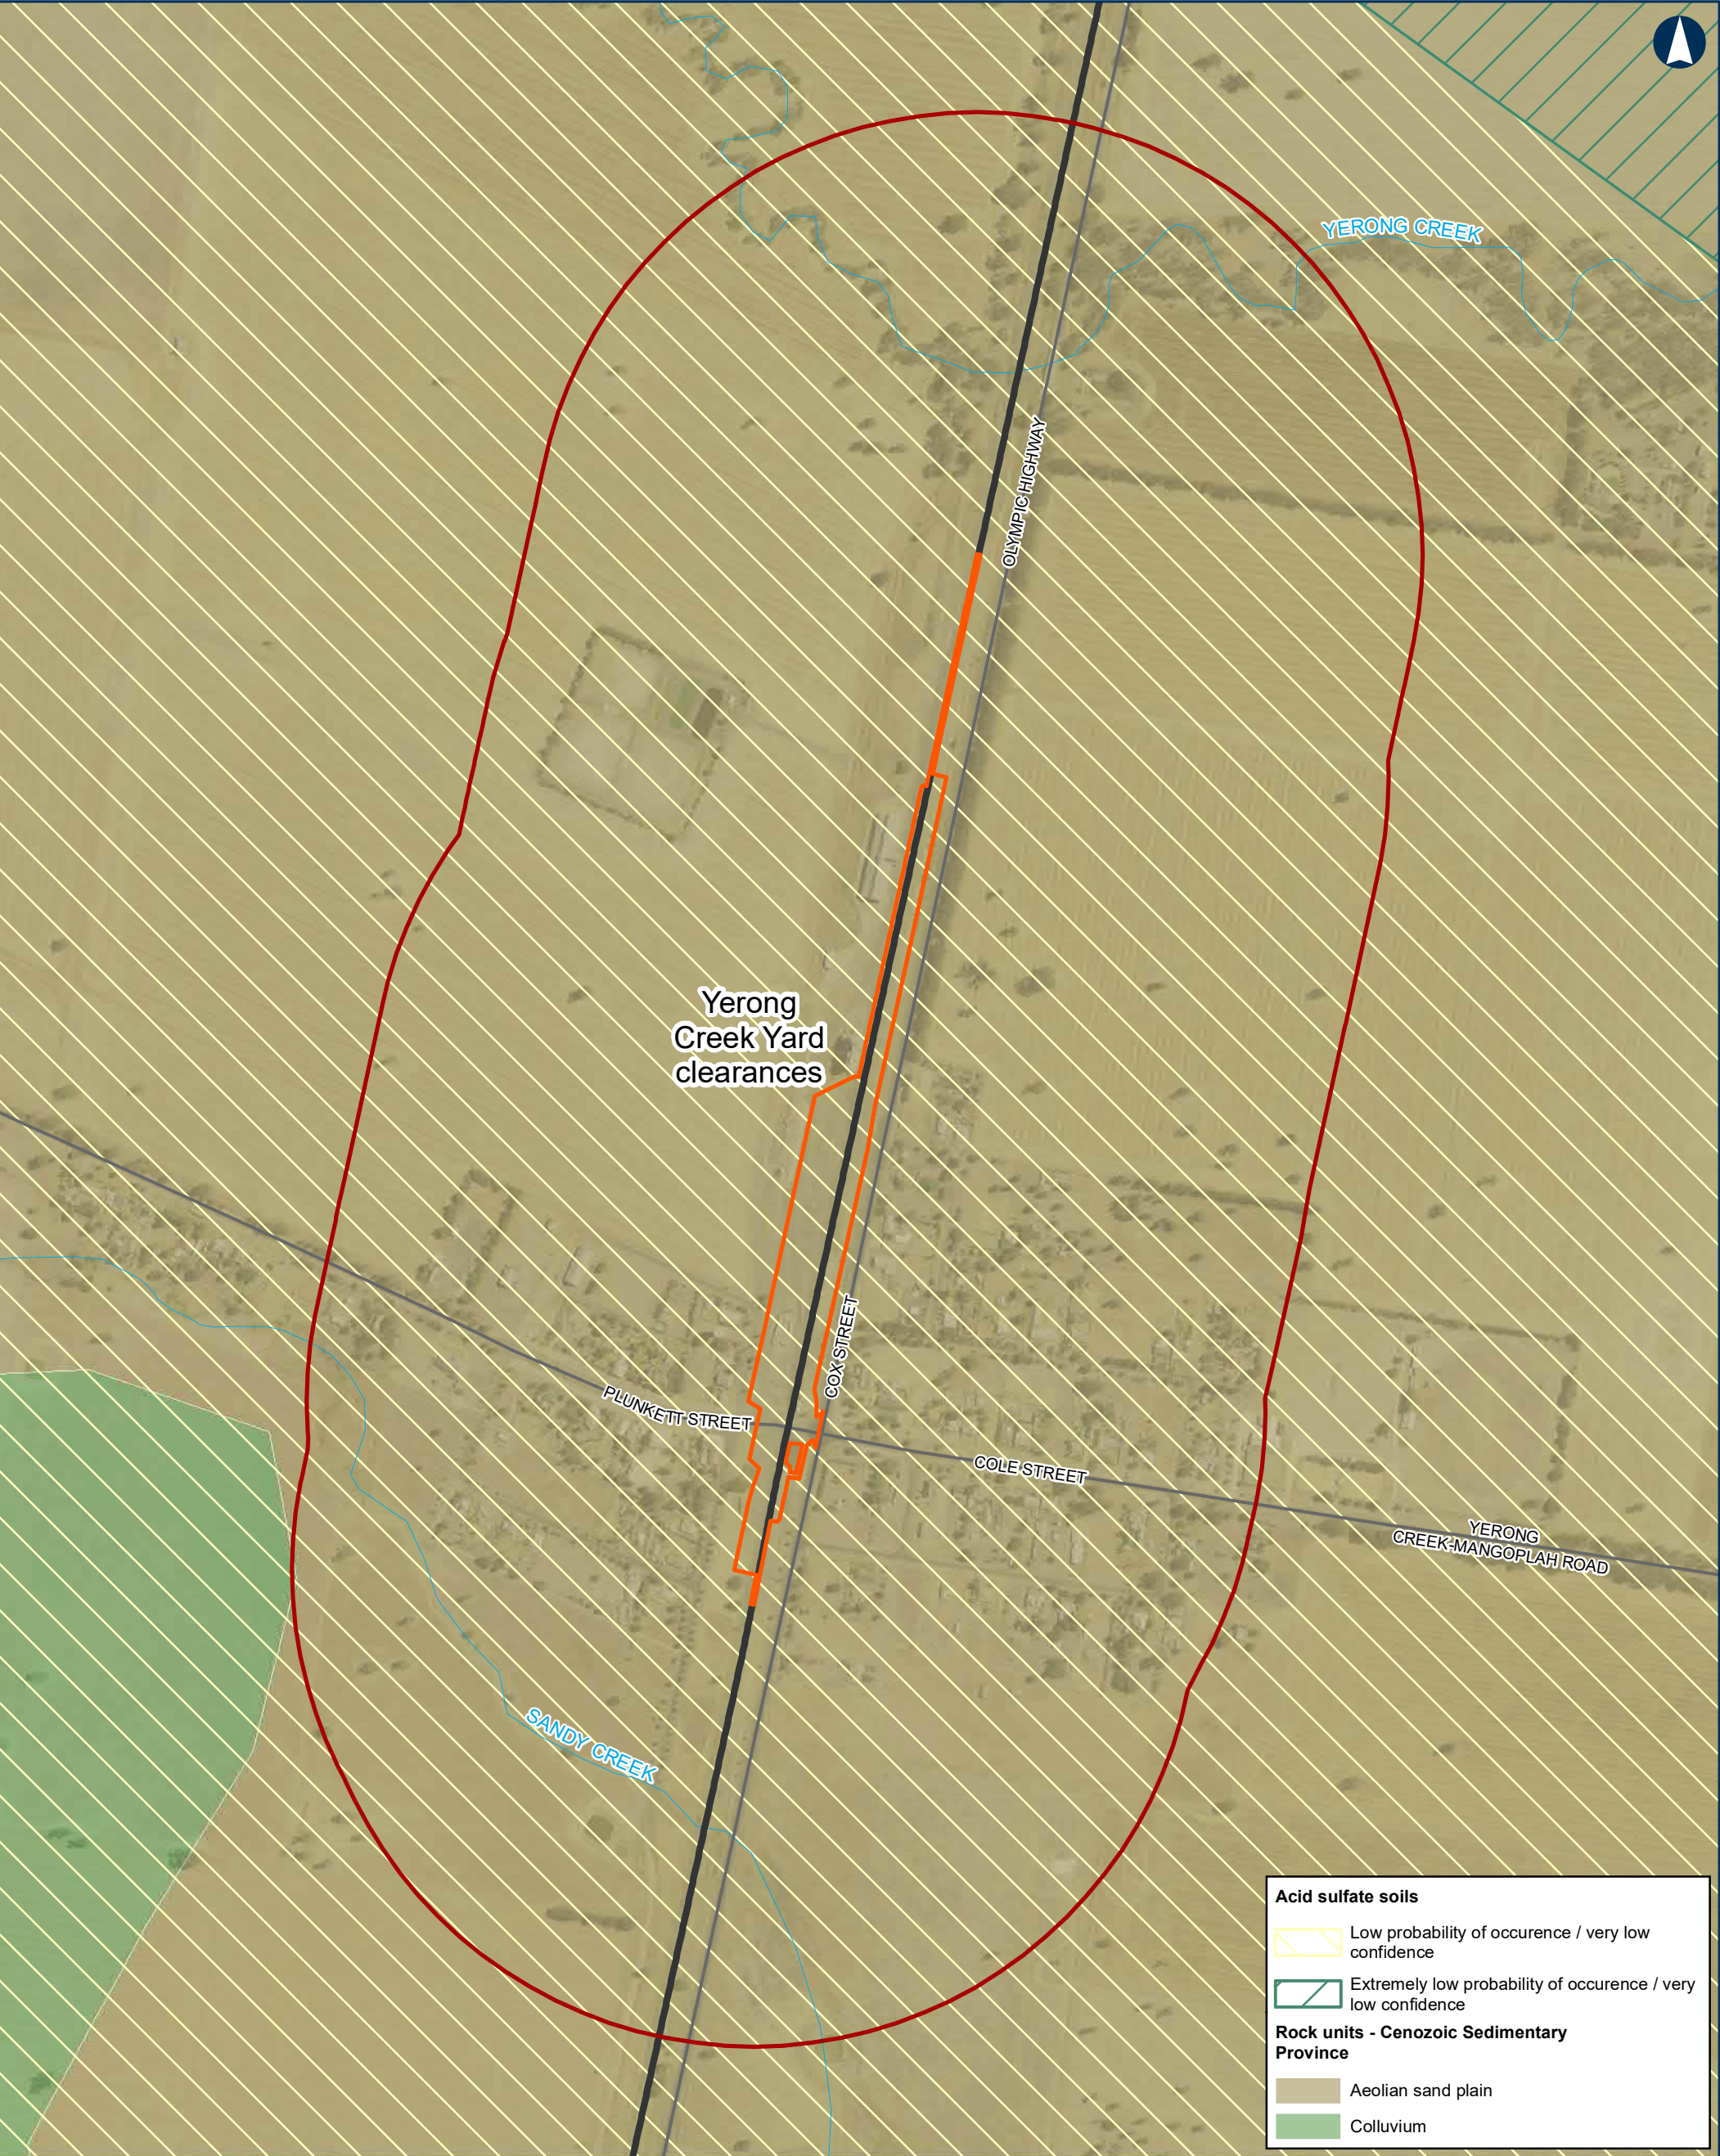 YERONG CREEK
OLYMPIC HIGHWAY
Yerong
Creek Yard
clearances
COX STREET
PLUNKETT STREET
COLE STREET
YERONG
CREEK-MANGOPLAH ROAD
SANDY CREEK
Acid sulfate soils
Low probability of occurence / very low
confidence
Extremely low probability of occurence / very
low confidence
Rock units - Cenozoic Sedimentary
Province
Aeolian sand plain
Colluvium